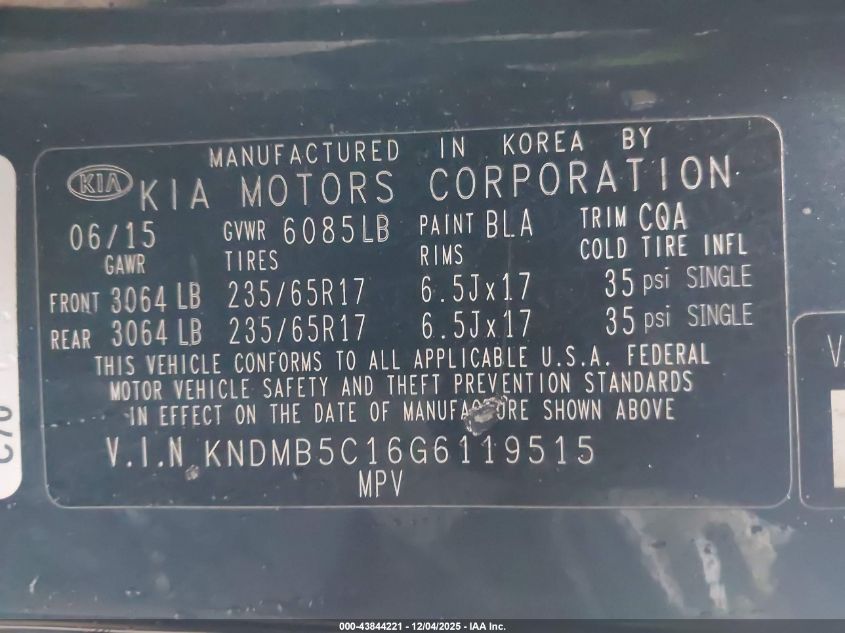 MANUFACTURED IN KOREA BY
KIA KIA MOTORS CORPORATION
06/15 GVWR 6085LB PAINT BLA TRIM CQA
GAWR TIRES RIMS COLD TIRE INFL
FRONT 3064 LB 235/65R17 6.5Jx17 35 psi SINGLE
REAR 3064 LB 235/65R17 6.5Jx17 35 psi SINGLE
THIS VEHICLE CONFORMS TO ALL APPLICABLE U.S.A. FEDERAL
MOTOR VEHICLE SAFETY AND THEFT PREVENTION STANDARDS
IN EFFECT ON THE DATE OF MANUFACTURE SHOWN ABOVE
V.I.N. KNDMB5C16G6119515
MPV
000-43844221 - 12/04/2025 - IAA Inc.